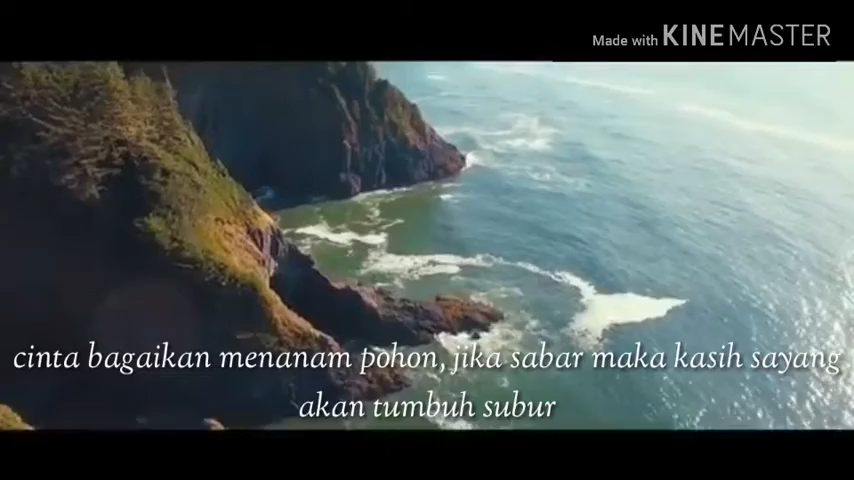 Made with KINEMASTER
cinta bagaikan menanam pohon, jika sabar maka kasih sayang
akan tumbuh subur